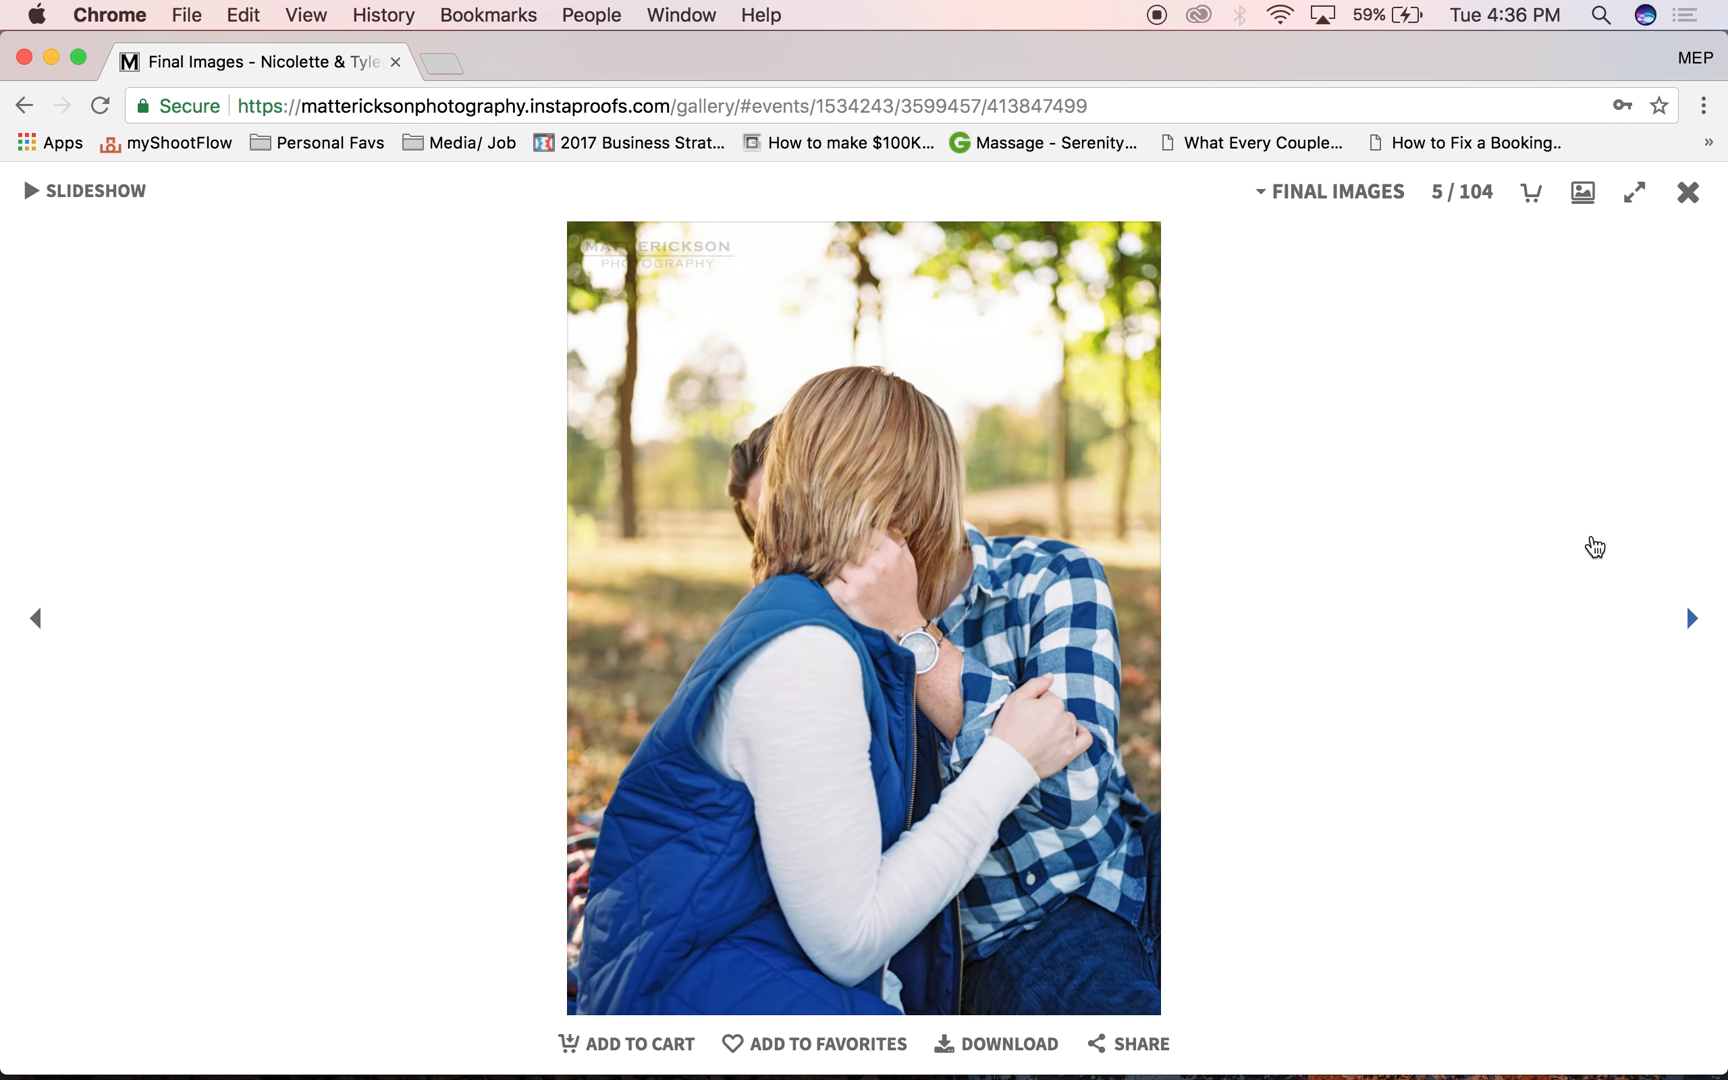 Chrome File Edit View History Bookmarks People Window Help 59% Tue 4:36 PM
M Final Images - Nicolette & Tyle MEP
Secure https://mattericksonphotography.instaproofs.com/gallery/#events/1534243/3599457/413847499
Apps myShootFlow Personal Favs Media/ Job 2017 Business Strat... How to make $100K... Massage - Serenity... What Every Couple... How to Fix a Booking.. »
SLIDESHOW FINAL IMAGES 5 / 104
MATT ERICKSON
PHOTOGRAPHY
ADD TO CART ADD TO FAVORITES DOWNLOAD SHARE